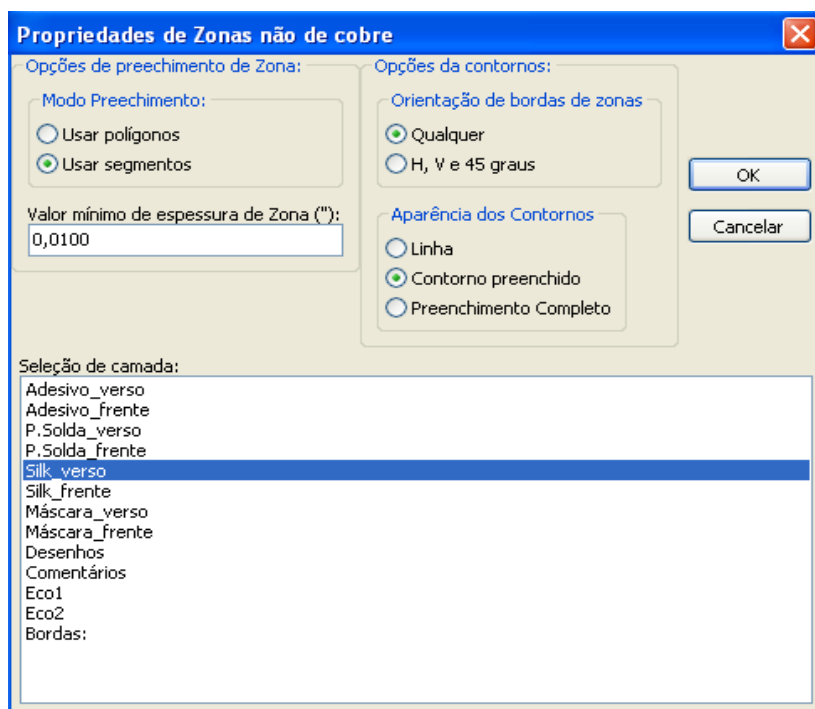 Propriedades de Zonas não de cobre
Opções de preechimento de Zona:
Modo Preechimento:
Usar polígonos
Usar segmentos
Valor mínimo de espessura de Zona ("):
0,0100
Opções da contornos:
Orientação de bordas de zonas
Qualquer
H, V e 45 graus
Aparência dos Contornos
Linha
Contorno preenchido
Preenchimento Completo
OK
Cancelar
Seleção de camada:
Adesivo_verso
Adesivo_frente
P.Solda_verso
P.Solda_frente
Silk_verso
Silk_frente
Máscara_verso
Máscara_frente
Desenhos
Comentários
Eco1
Eco2
Bordas: